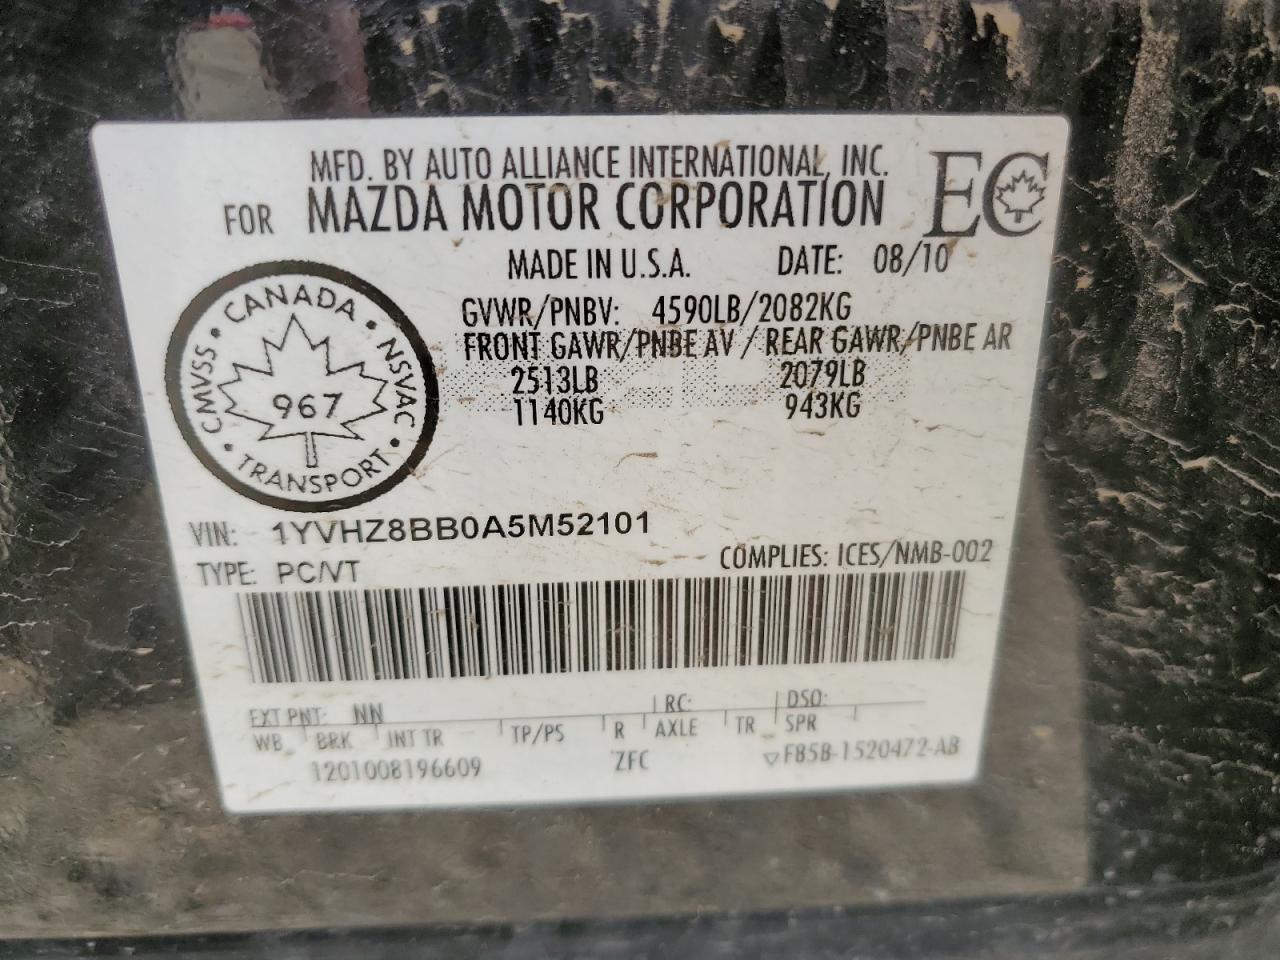 MFD. BY AUTO ALLIANCE INTERNATIONAL, INC.
FOR MAZDA MOTOR CORPORATION
EC
MADE IN U.S.A. DATE: 08/10
GVWR/PNBV: 4590LB/2082KG
FRONT GAWR/PNBE AV / REAR GAWR/PNBE AR
2513LB 2079LB
1140KG 943KG
CANADA • NSVAC • TRANSPORT • CMVSS •
967
VIN: 1YVHZ8BB0A5M52101
TYPE: PC/VT COMPLIES: ICES/NMB-002
EXT PNT: NN RC: DSO:
WB BRK INT TR TP/PS R AXLE TR SPR
1201008196609 ZFC ▽F85B-1520472-AB